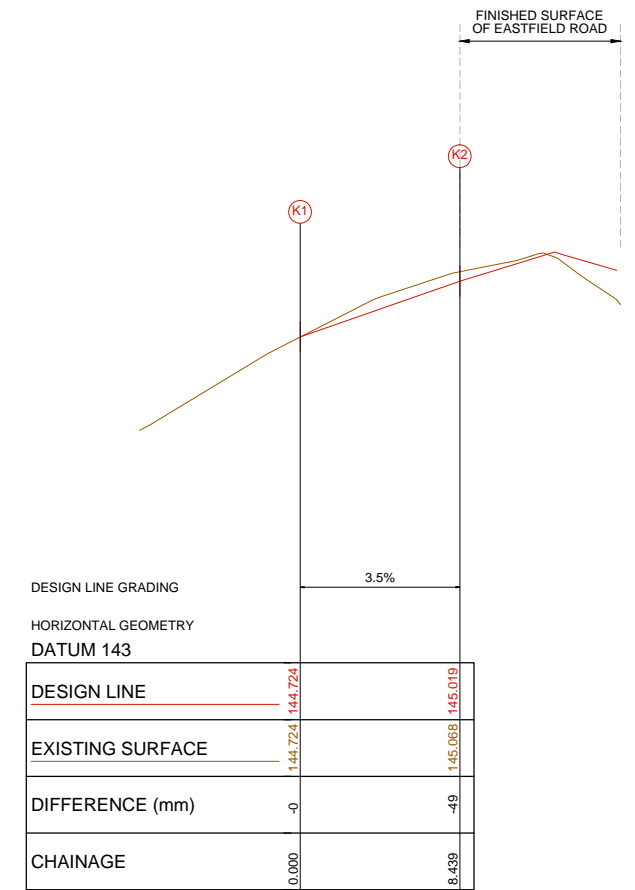 FINISHED SURFACE
OF EASTFIELD ROAD
K2
K1
DESIGN LINE GRADING
3.5%
HORIZONTAL GEOMETRY
DATUM 143
DESIGN LINE 144.724 145.019
EXISTING SURFACE 144.724 145.068
DIFFERENCE (mm) -0 -49
CHAINAGE 0.000 8.439